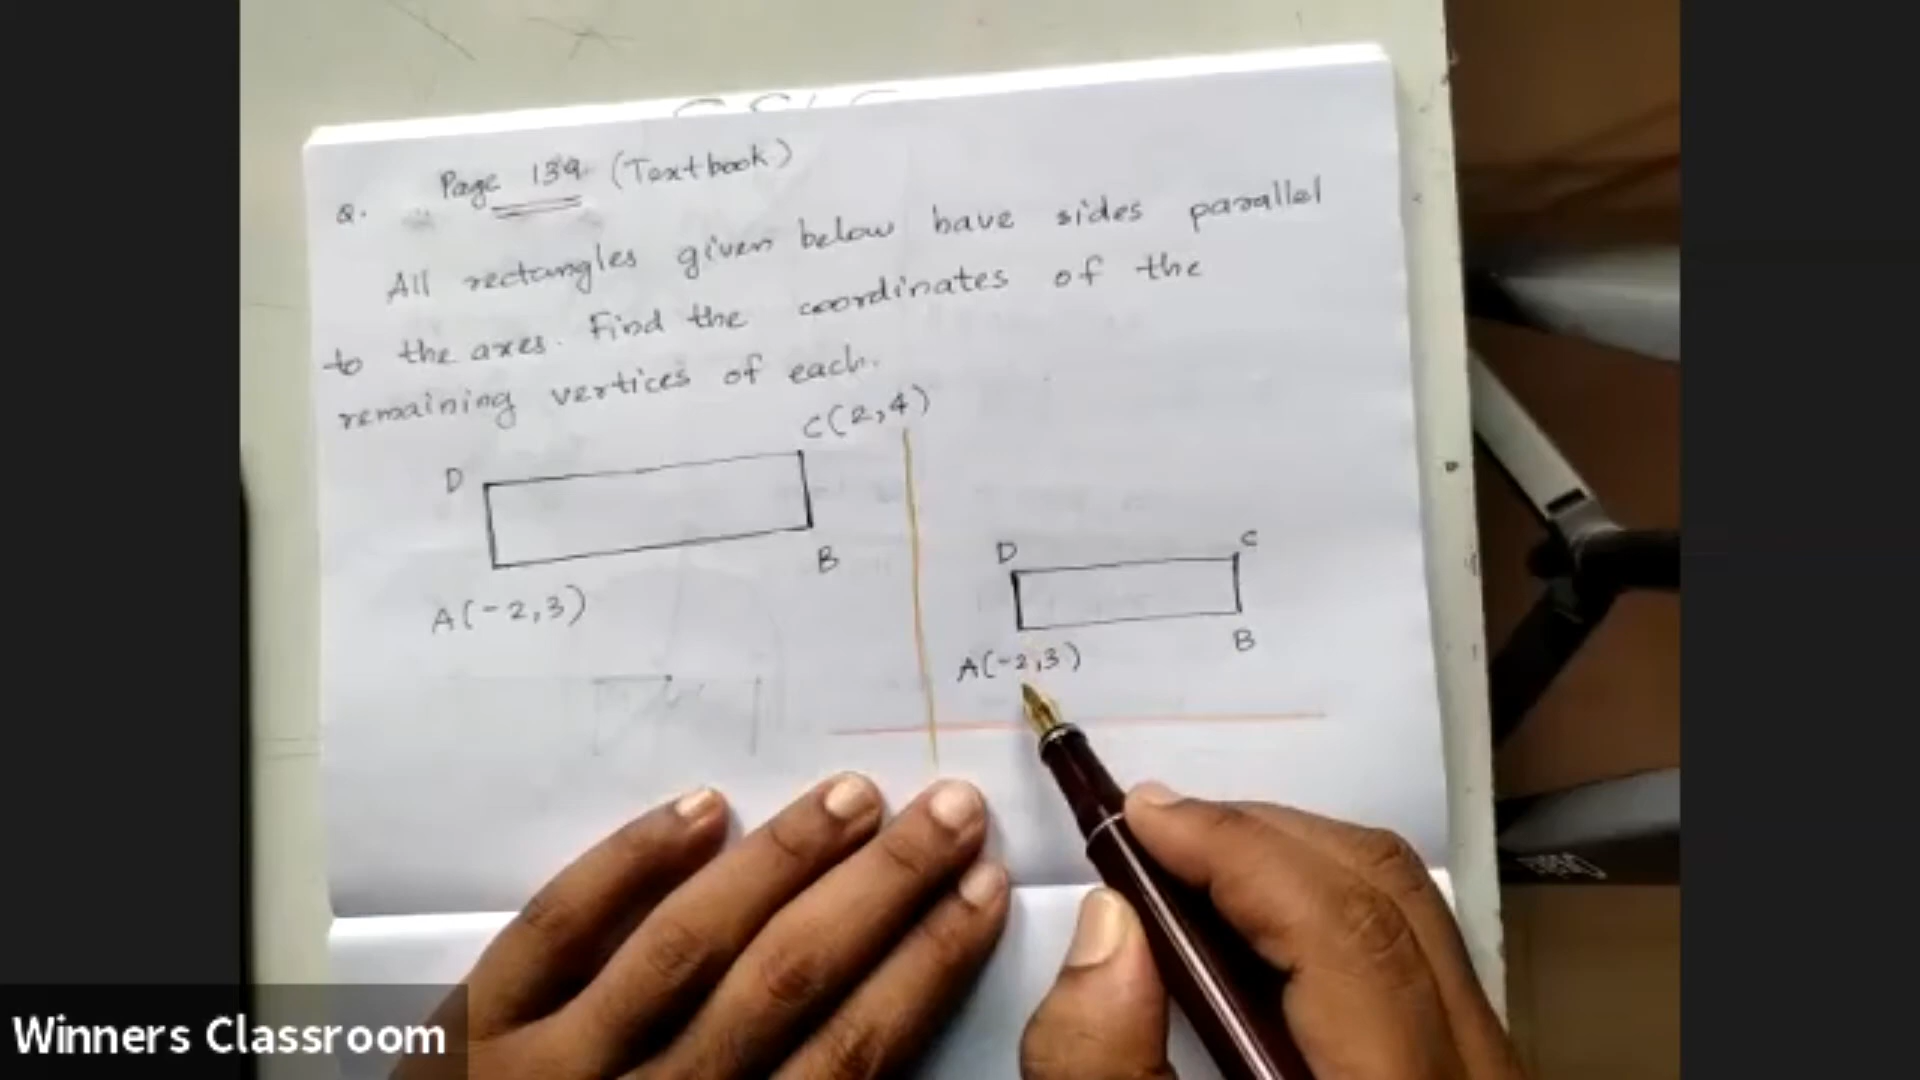 Page 139 (Textbook)
Q.
All rectangles given below have sides parallel
to the axes. Find the coordinates of the
remaining vertices of each.
C(2,4)
D
B
A(-2,3)
D
C
A(-2,3)
B
Winners Classroom